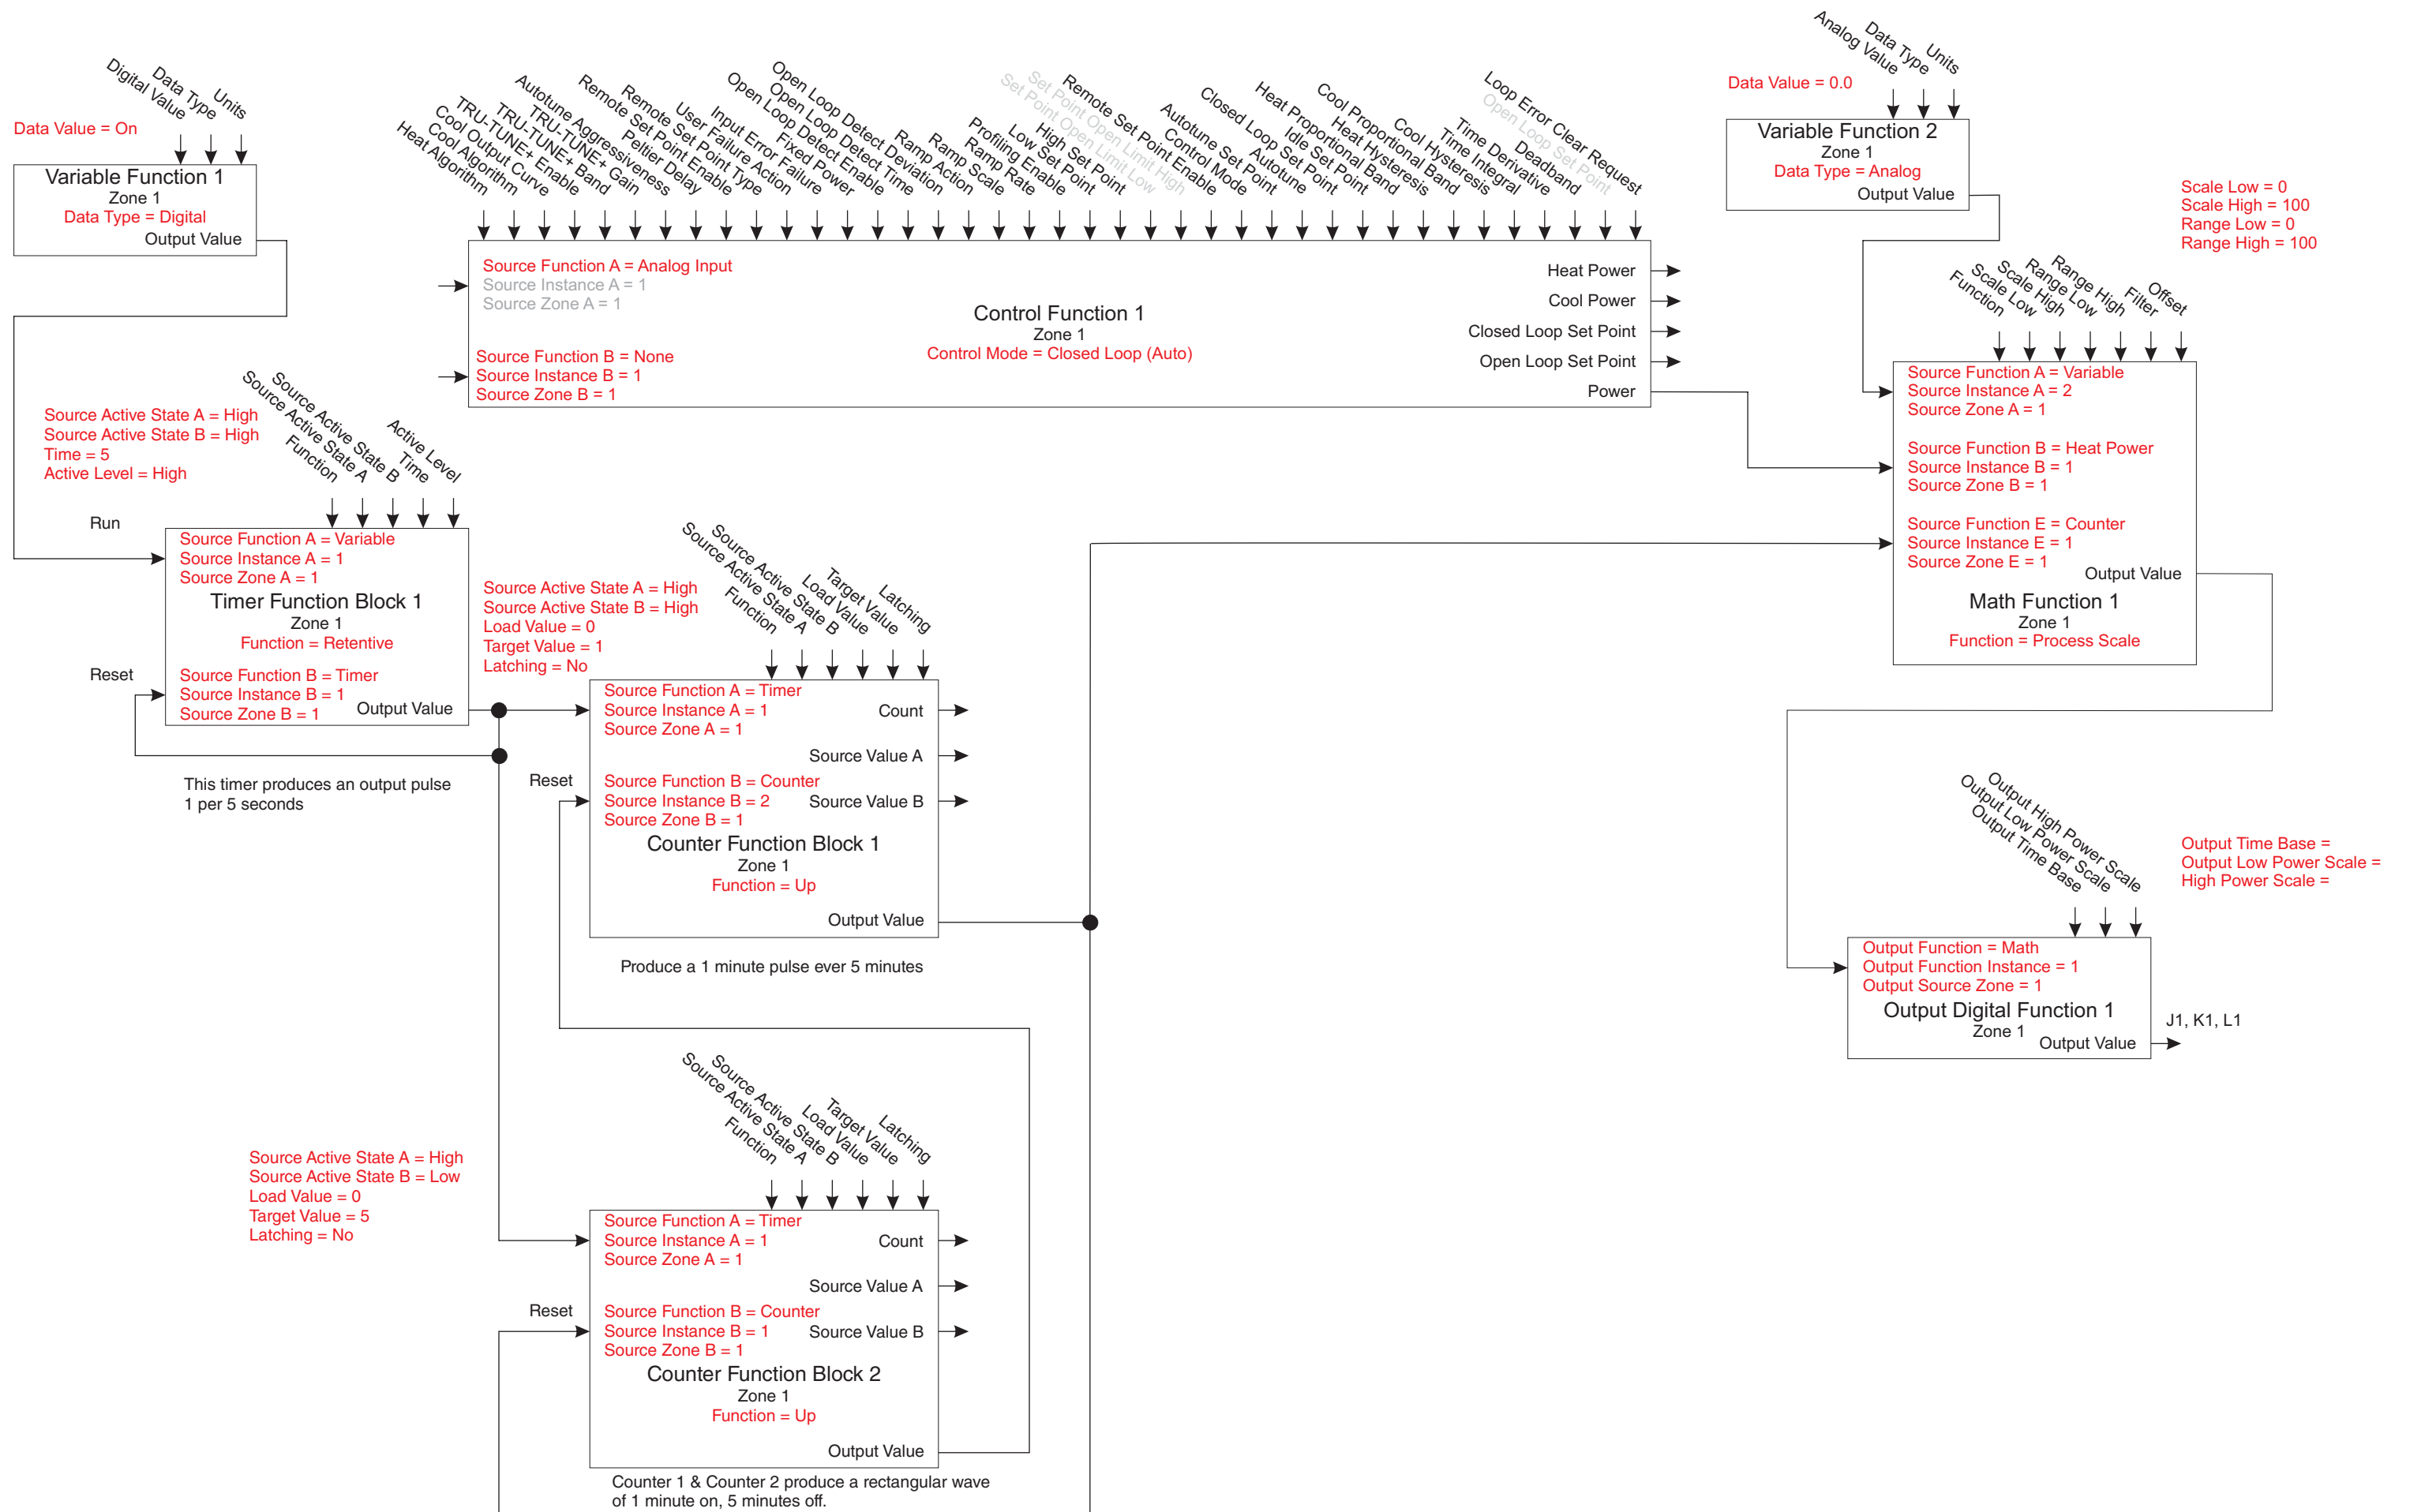 Data Value = On
Digital Value
Data Type
Units
Variable Function 1
Zone 1
Data Type = Digital
Output Value
Heat Algorithm
Cool Algorithm
Cool Output Curve
TRU-TUNE+ Enable
TRU-TUNE+ Band
TRU-TUNE+ Gain
Autotune Aggressiveness
Peltier Delay
Remote Set Point Enable
Remote Set Point Type
User Failure Action
Input Error Failure
Fixed Power
Open Loop Detect Enable
Open Loop Detect Time
Open Loop Detect Deviation
Ramp Action
Ramp Scale
Ramp Rate
Profiling Enable
Low Set Point
High Set Point
Set Point Open Limit Low
Set Point Open Limit High
Remote Set Point Enable
Control Mode
Autotune Set Point
Autotune
Closed Loop Set Point
Idle Set Point
Heat Proportional Band
Heat Hysteresis
Cool Proportional Band
Cool Hysteresis
Time Integral
Time Derivative
Deadband
Open Loop Set Point
Loop Error Clear Request
Source Function A = Analog Input
Source Instance A = 1
Source Zone A = 1
Source Function B = None
Source Instance B = 1
Source Zone B = 1
Control Function 1
Zone 1
Control Mode = Closed Loop (Auto)
Heat Power
Cool Power
Closed Loop Set Point
Open Loop Set Point
Power
Data Value = 0.0
Analog Value
Data Type
Units
Variable Function 2
Zone 1
Data Type = Analog
Output Value
Scale Low = 0
Scale High = 100
Range Low = 0
Range High = 100
Function
Scale Low
Scale High
Range Low
Range High
Filter
Offset
Source Function A = Variable
Source Instance A = 2
Source Zone A = 1
Source Function B = Heat Power
Source Instance B = 1
Source Zone B = 1
Source Function E = Counter
Source Instance E = 1
Source Zone E = 1
Output Value
Math Function 1
Zone 1
Function = Process Scale
Source Active State A = High
Source Active State B = High
Time = 5
Active Level = High
Function
Source Active State A
Source Active State B
Time
Active Level
Run
Source Function A = Variable
Source Instance A = 1
Source Zone A = 1
Timer Function Block 1
Zone 1
Function = Retentive
Reset
Source Function B = Timer
Source Instance B = 1
Source Zone B = 1
Output Value
This timer produces an output pulse
1 per 5 seconds
Source Active State A = High
Source Active State B = High
Load Value = 0
Target Value = 1
Latching = No
Function
Source Active State A
Source Active State B
Load Value
Target Value
Latching
Source Function A = Timer
Source Instance A = 1
Source Zone A = 1
Count
Source Value A
Reset
Source Function B = Counter
Source Instance B = 2
Source Zone B = 1
Source Value B
Counter Function Block 1
Zone 1
Function = Up
Output Value
Produce a 1 minute pulse ever 5 minutes
Output Time Base
Output Low Power Scale
Output High Power Scale
Output Time Base =
Output Low Power Scale =
High Power Scale =
Output Function = Math
Output Function Instance = 1
Output Source Zone = 1
Output Digital Function 1
Zone 1
Output Value
J1, K1, L1
Source Active State A = High
Source Active State B = Low
Load Value = 0
Target Value = 5
Latching = No
Function
Source Active State A
Source Active State B
Load Value
Target Value
Latching
Source Function A = Timer
Source Instance A = 1
Source Zone A = 1
Count
Source Value A
Reset
Source Function B = Counter
Source Instance B = 1
Source Zone B = 1
Source Value B
Counter Function Block 2
Zone 1
Function = Up
Output Value
Counter 1 & Counter 2 produce a rectangular wave
of 1 minute on, 5 minutes off.